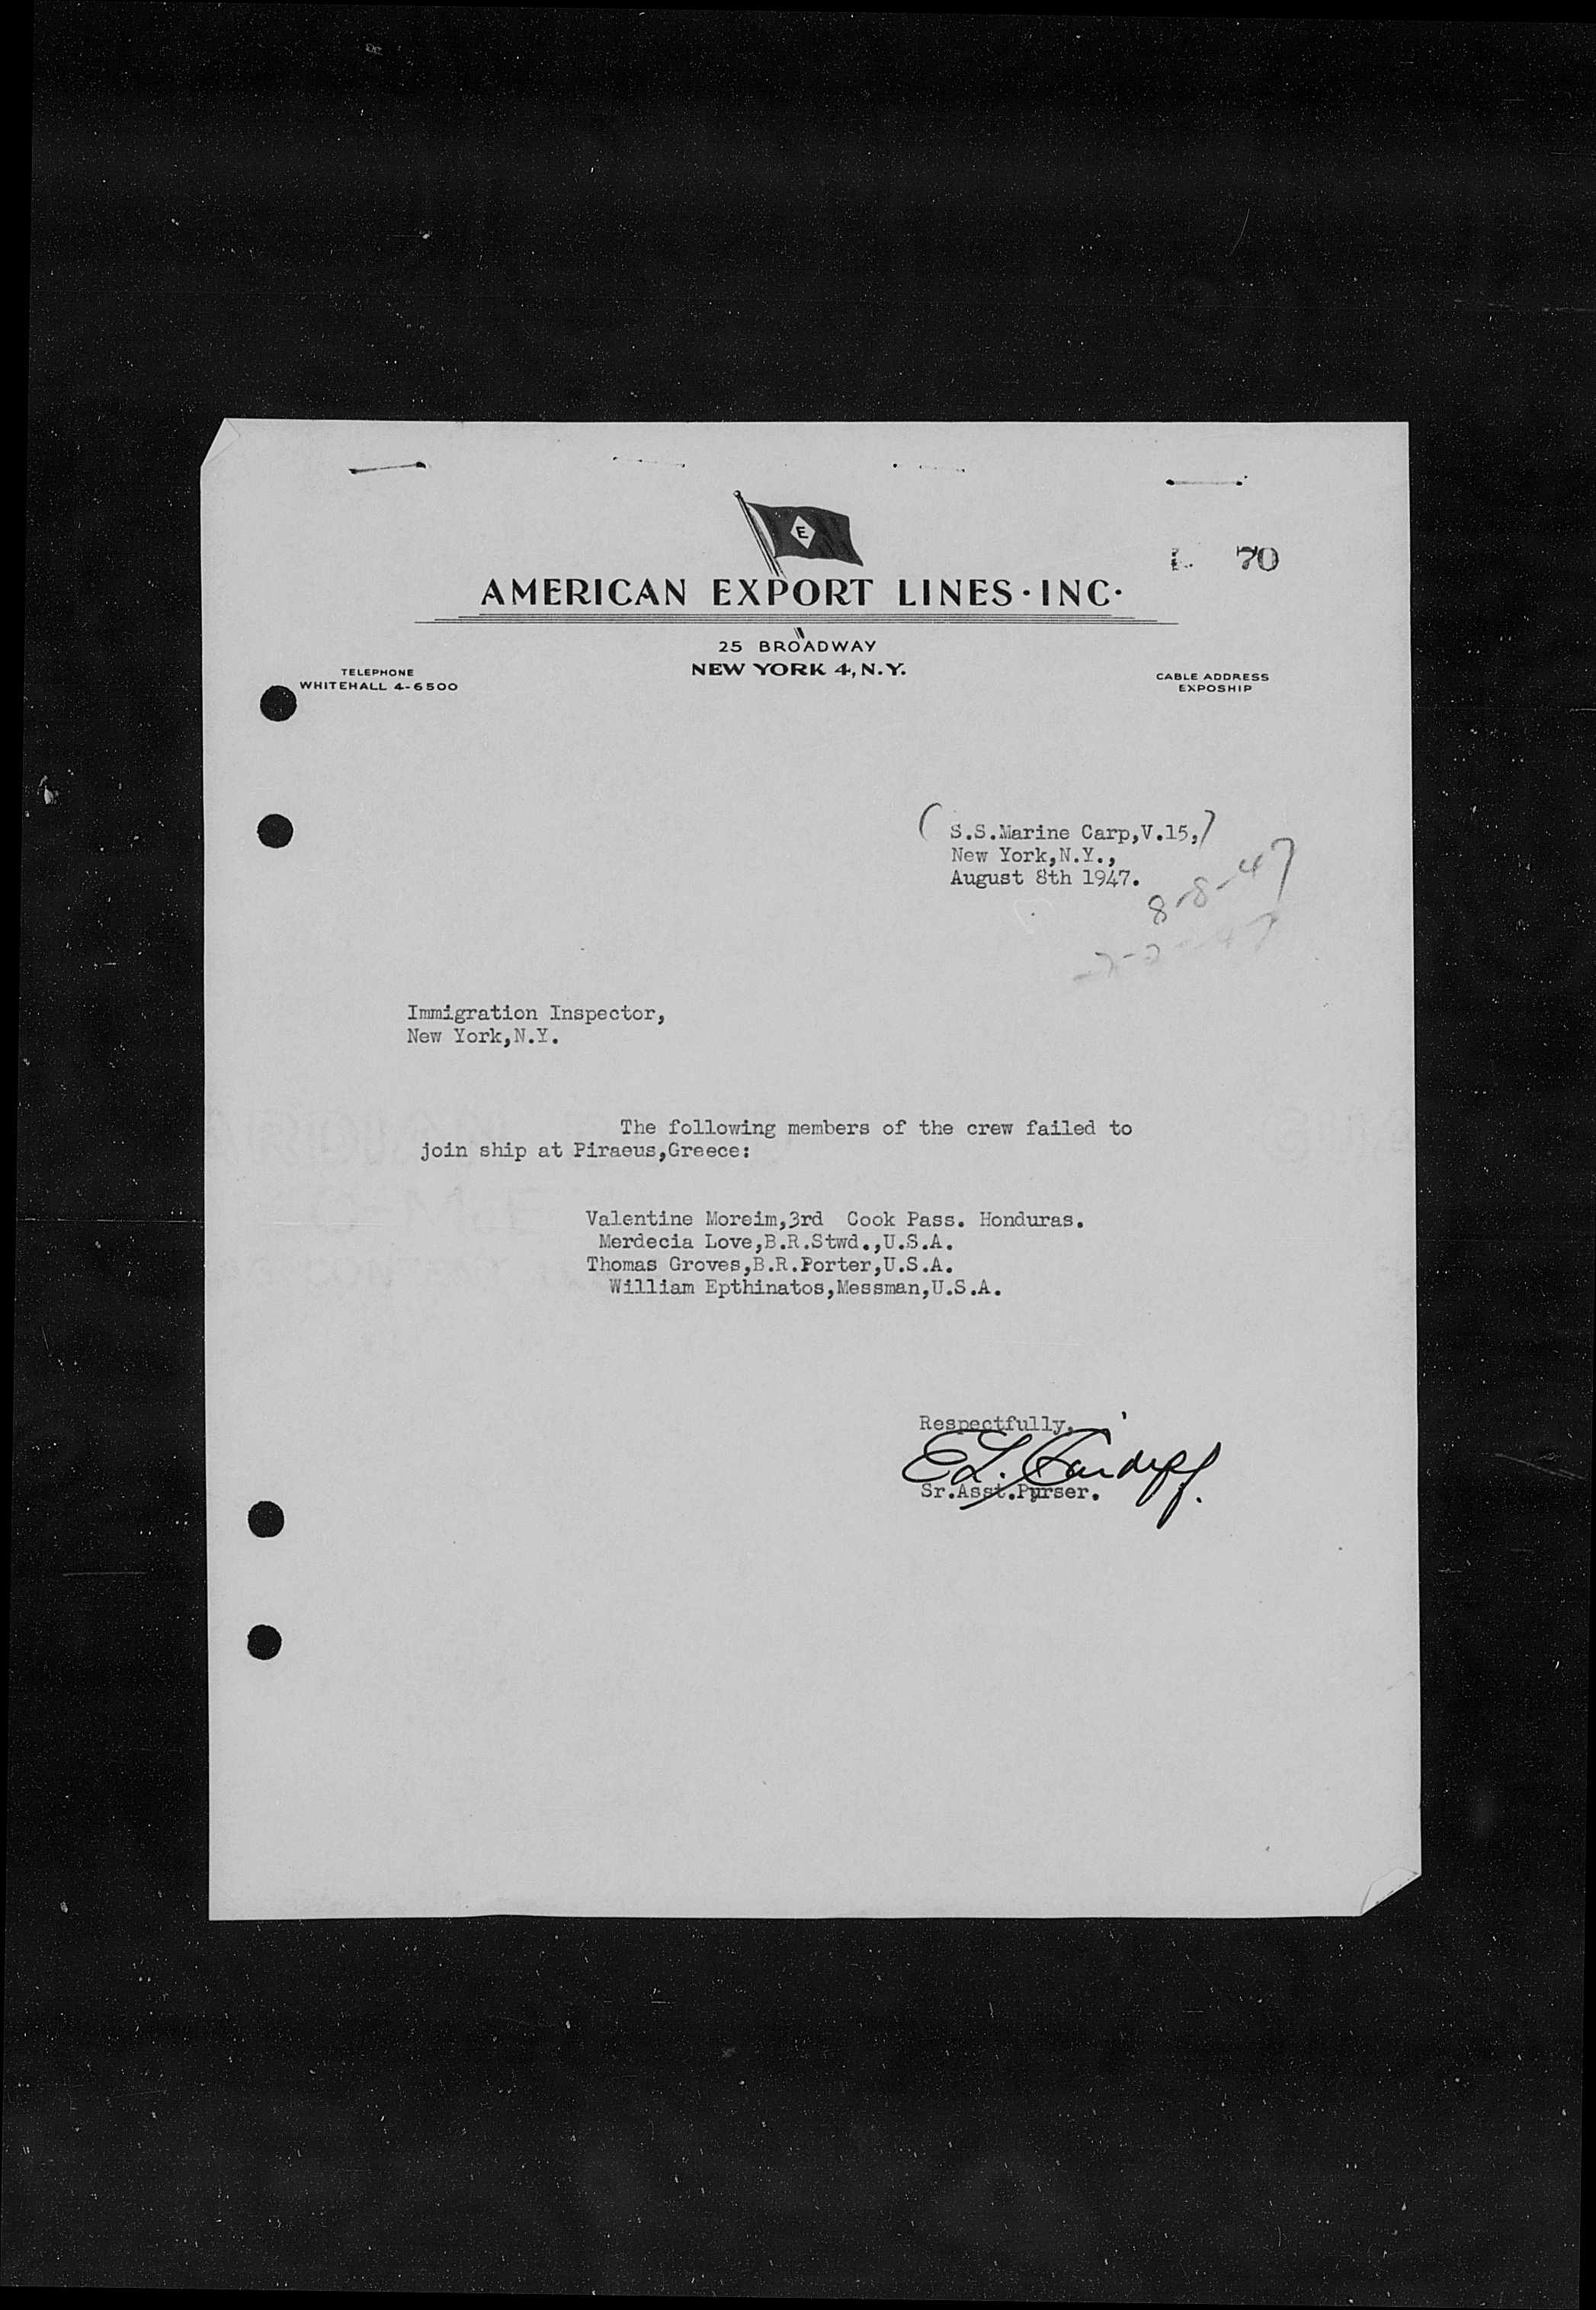 E
70
AMERICAN EXPORT LINES·INC·
25 BROADWAY
NEW YORK 4, N.Y.
TELEPHONE
WHITEHALL 4-6500
CABLE ADDRESS
EXPOSHIP
( S.S.Marine Carp,V.15,)
New York,N.Y.,
August 8th 1947.
8-8-47
Immigration Inspector,
New York,N.Y.
The following members of the crew failed to
join ship at Piraeus,Greece:
Valentine Moreim,3rd Cook Pass. Honduras.
Merdecia Love,B.R.Stwd.,U.S.A.
Thomas Groves,B.R.Porter,U.S.A.
William Epthinatos,Messman,U.S.A.
Respectfully,
E.L.
Sr.Asst.Purser.